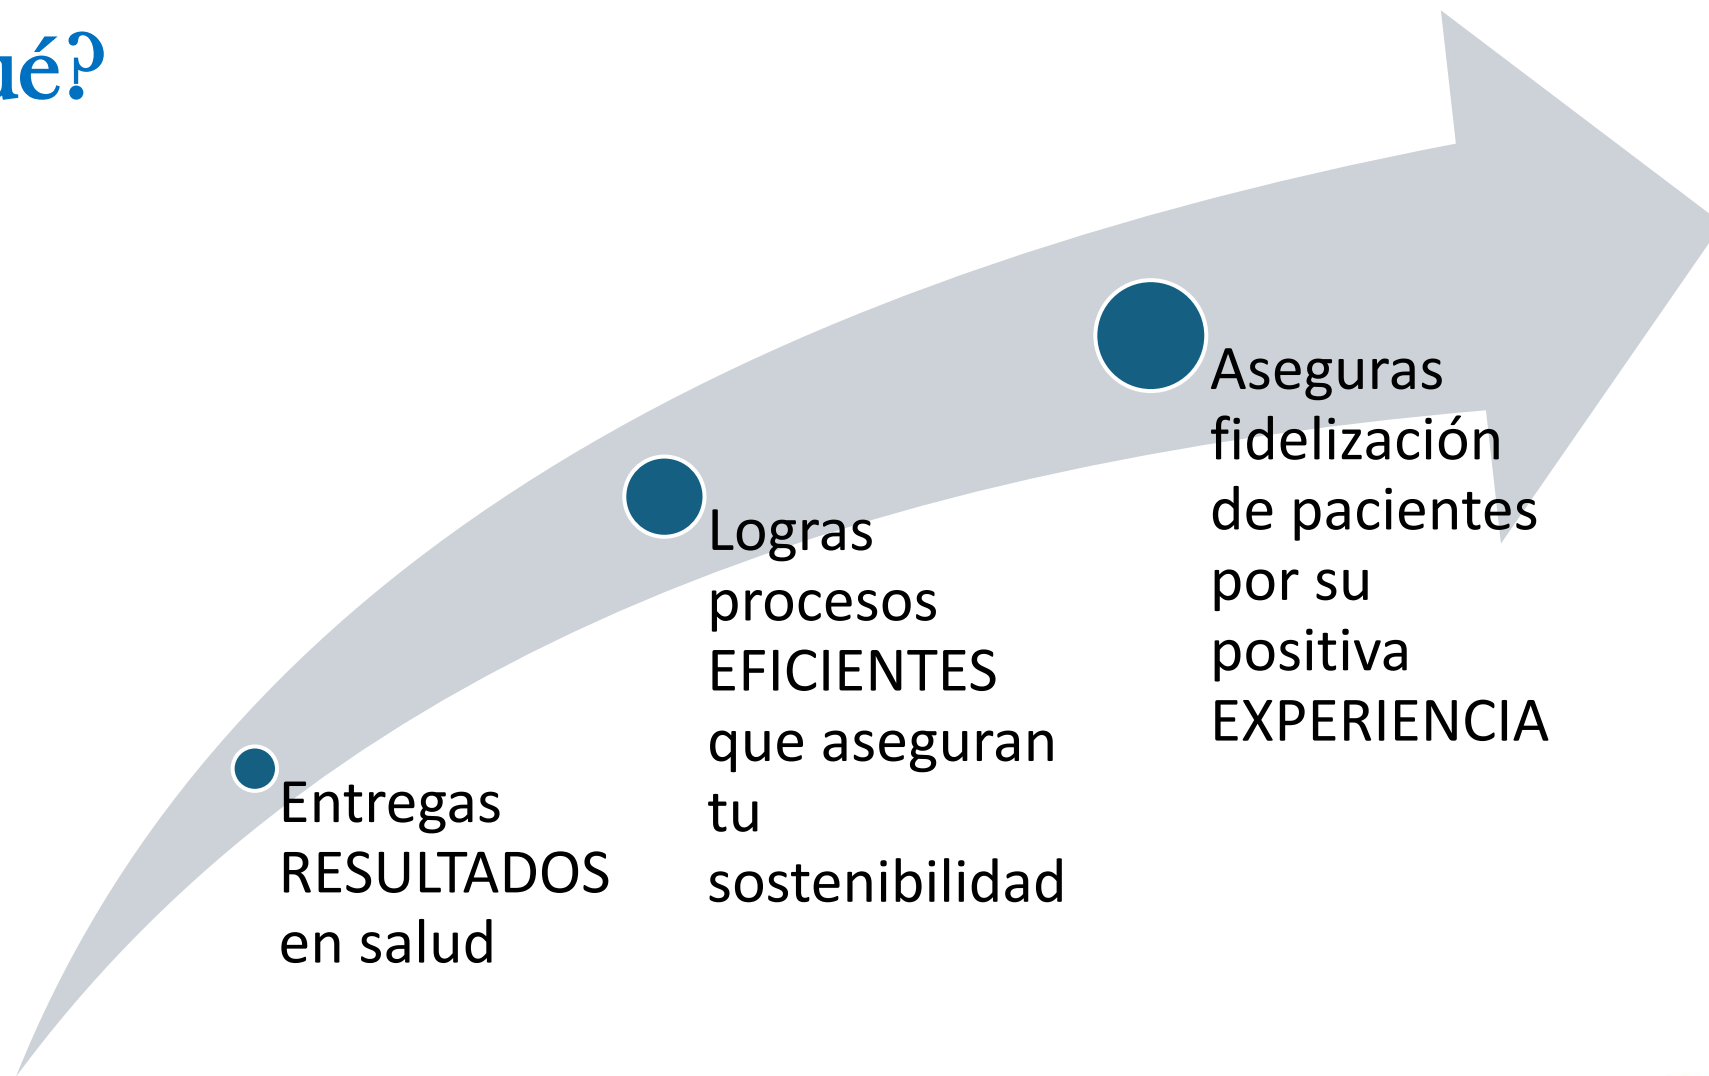 ué?
Entregas
RESULTADOS
en salud
Logras
procesos
EFICIENTES
que aseguran
tu
sostenibilidad
Aseguras
fidelización
de pacientes
por su
positiva
EXPERIENCIA